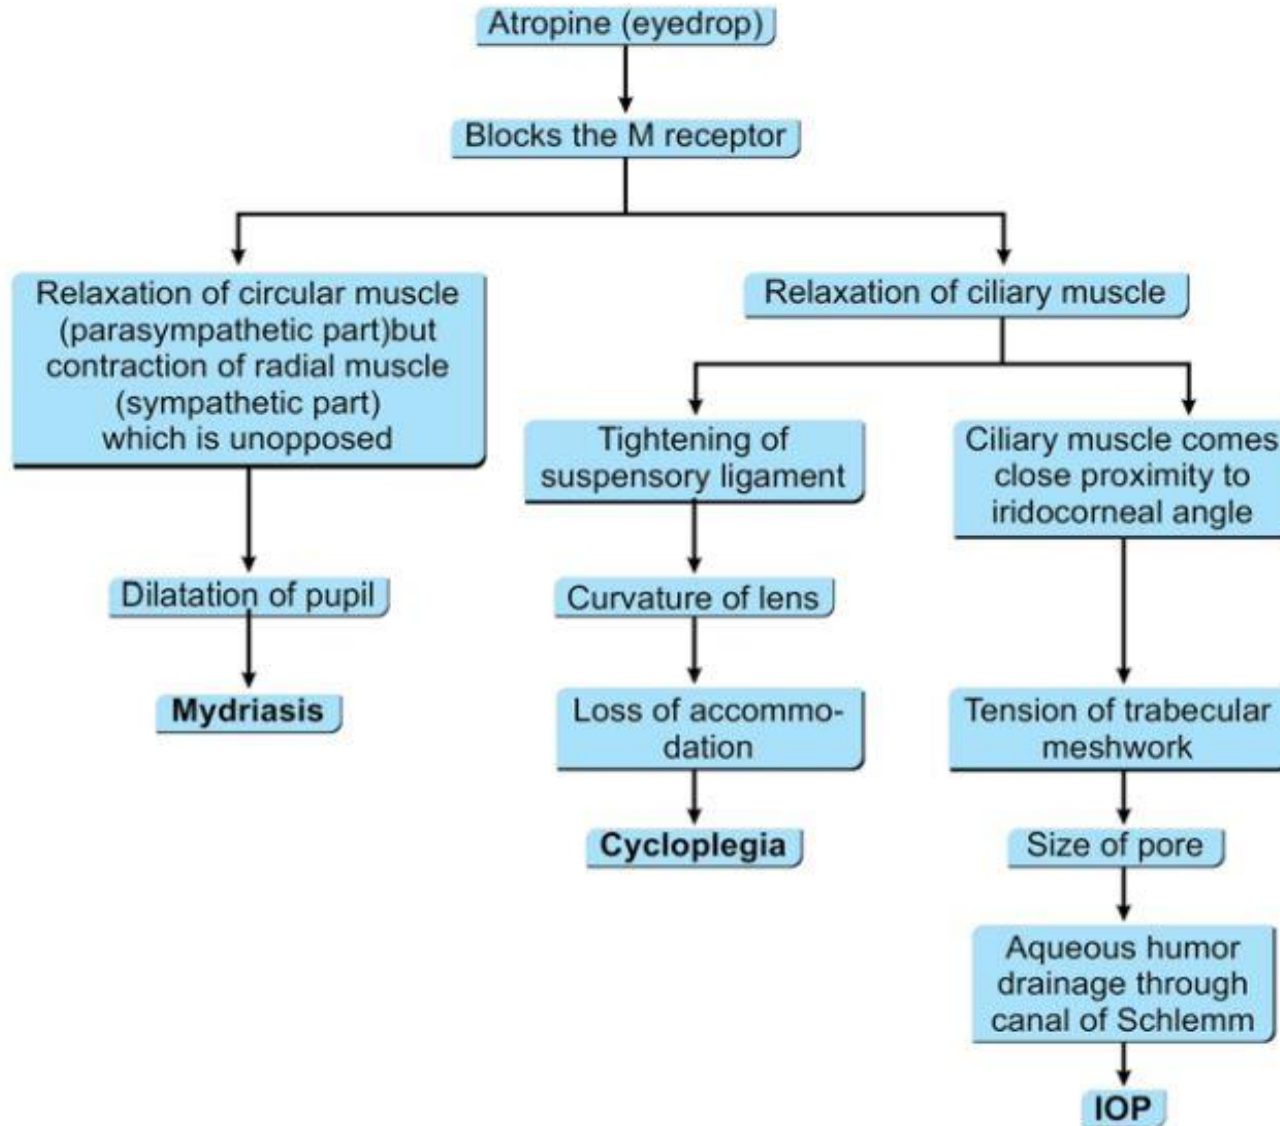 Atropine (eyedrop)
Blocks the M receptor
Relaxation of circular muscle
(parasympathetic part)but
contraction of radial muscle
(sympathetic part)
which is unopposed
Dilatation of pupil
Mydriasis
Relaxation of ciliary muscle
Tightening of
suspensory ligament
Curvature of lens
Loss of accommo-
dation
Cycloplegia
Ciliary muscle comes
close proximity to
iridocorneal angle
Tension of trabecular
meshwork
Size of pore
Aqueous humor
drainage through
canal of Schlemm
IOP